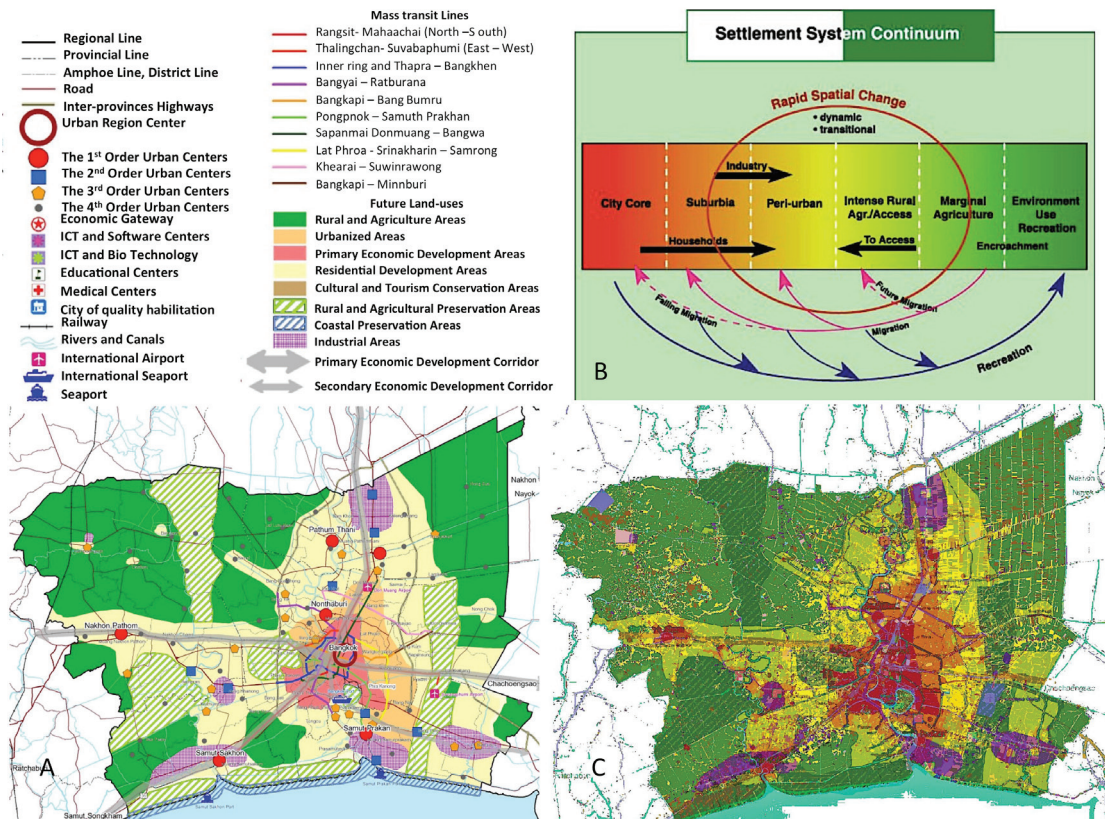 Regional Line
Provincial Line
Amphoe Line, District Line
Road
Inter-provinces Highways
Urban Region Center
The 1st Order Urban Centers
The 2nd Order Urban Centers
The 3rd Order Urban Centers
The 4th Order Urban Centers
Economic Gateway
ICT and Software Centers
ICT and Bio Technology
Educational Centers
Medical Centers
City of quality habilitation
Railway
Rivers and Canals
International Airport
International Seaport
Seaport
Mass transit Lines
Rangsit- Mahaachai (North –S outh)
Thalingchan- Suvabaphumi (East – West)
Inner ring and Thapra – Bangkhen
Bangyai – Ratburana
Bangkapi – Bang Bumru
Pongpnok – Samuth Prakhan
Sapanmai Donmuang – Bangwa
Lat Phroa - Srinakharin – Samrong
Khearai – Suwinrawong
Bangkapi – Minnburi
Future Land-uses
Rural and Agriculture Areas
Urbanized Areas
Primary Economic Development Areas
Residential Development Areas
Cultural and Tourism Conservation Areas
Rural and Agricultural Preservation Areas
Coastal Preservation Areas
Industrial Areas
Primary Economic Development Corridor
Secondary Economic Development Corridor
Settlement System Continuum
Rapid Spatial Change
• dynamic
• transitional
Industry
City Core
Suburbia
Peri-urban
Intense Rural
Agr./Access
Marginal
Agriculture
Environment
Use
Recreation
Households
To Access
Encroachment
Falling Migration
Future Migration
Migration
Recreation
B
Nakhon
Nayok
Pathum Thani
Nonthaburi
Nakhon Pathom
Bangkok
Chachoengsao
Samut Prakan
Samut Sakhon
Ratchaburi
Samut Songkham
A
Nakhon
Nayok
Chachoengsao
C